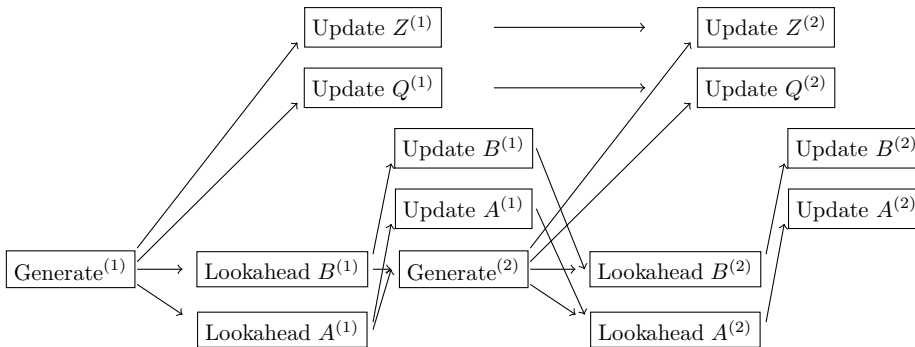 Update Z^(1) Update Z^(2)
Update Q^(1) Update Q^(2)
Update B^(1) Update B^(2)
Update A^(1) Update A^(2)
Generate^(1) Lookahead B^(1) Generate^(2) Lookahead B^(2)
Lookahead A^(1) Lookahead A^(2)